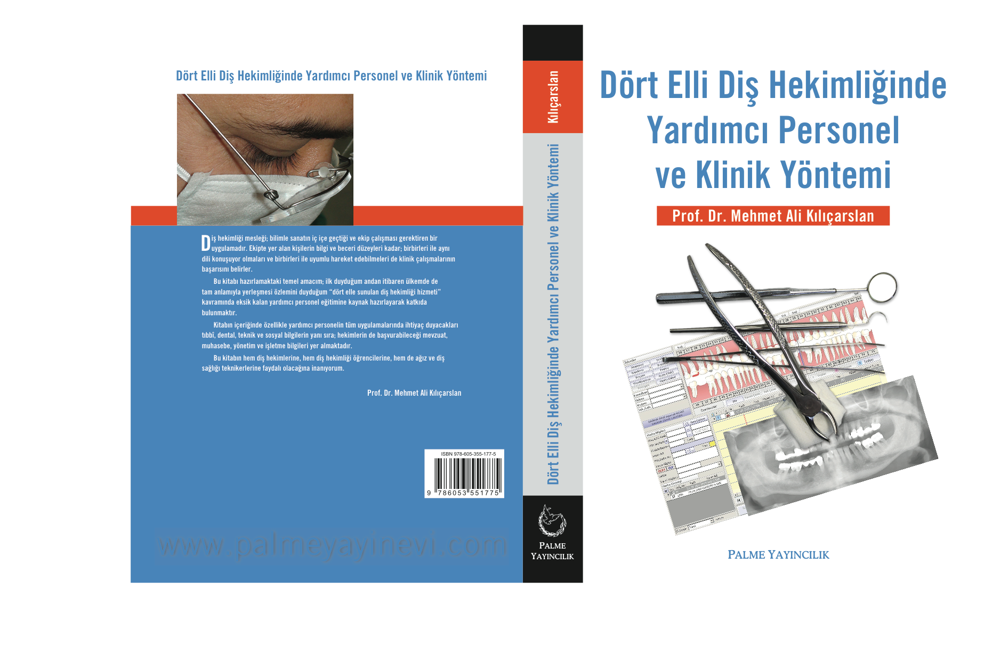 Dört Elli Diş Hekimliğinde Yardımcı Personel ve Klinik Yöntemi
Diş hekimliği mesleği; bilimle sanatın iç içe geçtiği ve ekip çalışması gerektiren bir
uygulamadır. Ekipte yer alan kişilerin bilgi ve beceri düzeyleri kadar; birbirleri ile aynı
dili konuşuyor olmaları ve birbirleri ile uyumlu hareket edebilmeleri de klinik çalışmalarının
başarısını belirler.
Bu kitabı hazırlamaktaki temel amacım; ilk duyduğum andan itibaren ülkemde de
tam anlamıyla yerleşmesi özlemini duyduğum “dört elle sunulan diş hekimliği hizmeti”
kavramında eksik kalan yardımcı personel eğitimine kaynak hazırlayarak katkıda
bulunmaktır.
Kitabın içeriğinde özellikle yardımcı personelin tüm uygulamalarında ihtiyaç duyacakları
tıbbî, dental, teknik ve sosyal bilgilerin yanı sıra; hekimlerin de başvurabileceği mevzuat,
muhasebe, yönetim ve işletme bilgileri yer almaktadır.
Bu kitabın hem diş hekimlerine, hem diş hekimliği öğrencilerine, hem de ağız ve diş
sağlığı teknikerlerine faydalı olacağına inanıyorum.
Prof. Dr. Mehmet Ali Kılıçarslan
ISBN 978-605-355-177-5
9 786053 551775
www.palmeyayinevi.com
Kılıçarslan
Dört Elli Diş Hekimliğinde Yardımcı Personel ve Klinik Yöntemi
PALME
YAYINCILIK
Dört Elli Diş Hekimliğinde
Yardımcı Personel
ve Klinik Yöntemi
Prof. Dr. Mehmet Ali Kılıçarslan
PALME YAYINCILIK